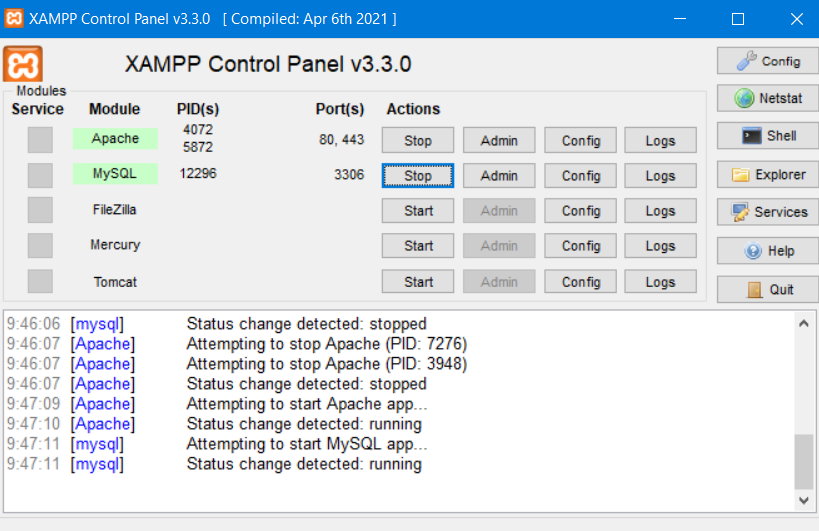 XAMPP Control Panel v3.3.0 [ Compiled: Apr 6th 2021 ]
XAMPP Control Panel v3.3.0
Config
Modules
Service Module PID(s) Port(s) Actions
Netstat
Apache 4072 5872 80, 443 Stop Admin Config Logs
Shell
MySQL 12296 3306 Stop Admin Config Logs
Explorer
FileZilla Start Admin Config Logs
Services
Mercury Start Admin Config Logs
Help
Tomcat Start Admin Config Logs
Quit
9:46:06 [mysql] Status change detected: stopped
9:46:07 [Apache] Attempting to stop Apache (PID: 7276)
9:46:07 [Apache] Attempting to stop Apache (PID: 3948)
9:46:07 [Apache] Status change detected: stopped
9:47:09 [Apache] Attempting to start Apache app...
9:47:10 [Apache] Status change detected: running
9:47:11 [mysql] Attempting to start MySQL app...
9:47:11 [mysql] Status change detected: running